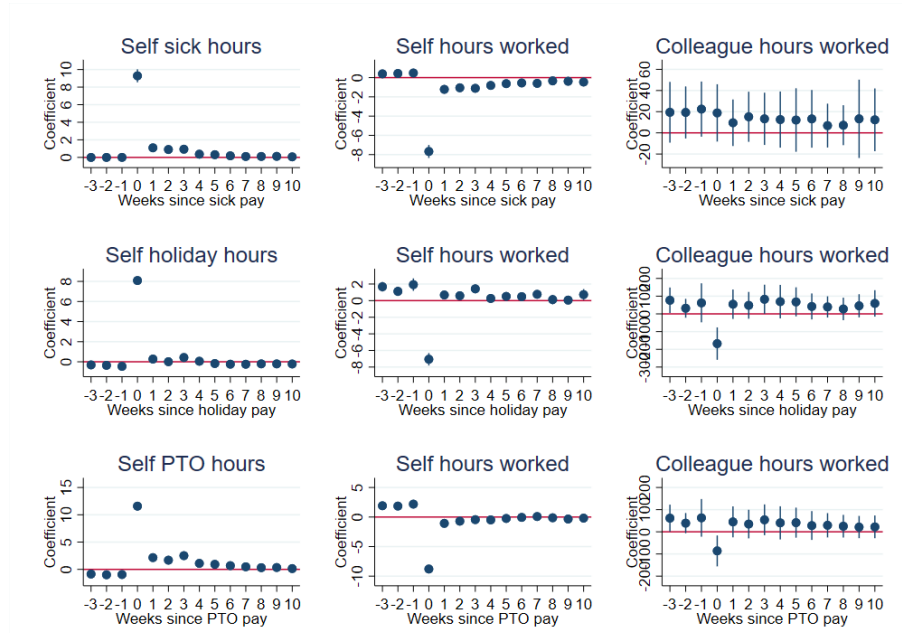 Self sick hours
Coefficient
10
8
6
4
2
0
-3 -2 -1 0 1 2 3 4 5 6 7 8 9 10
Weeks since sick pay
Self hours worked
Coefficient
0
-2
-4
-6
-8
-3 -2 -1 0 1 2 3 4 5 6 7 8 9 10
Weeks since sick pay
Colleague hours worked
Coefficient
60
40
20
0
-20
-3 -2 -1 0 1 2 3 4 5 6 7 8 9 10
Weeks since sick pay
Self holiday hours
Coefficient
8
6
4
2
0
-3 -2 -1 0 1 2 3 4 5 6 7 8 9 10
Weeks since holiday pay
Self hours worked
Coefficient
2
0
-2
-4
-6
-8
-3 -2 -1 0 1 2 3 4 5 6 7 8 9 10
Weeks since holiday pay
Colleague hours worked
Coefficient
200
100
0
-100
-200
-300
-3 -2 -1 0 1 2 3 4 5 6 7 8 9 10
Weeks since holiday pay
Self PTO hours
Coefficient
15
10
5
0
-3 -2 -1 0 1 2 3 4 5 6 7 8 9 10
Weeks since PTO pay
Self hours worked
Coefficient
5
0
-5
-10
-3 -2 -1 0 1 2 3 4 5 6 7 8 9 10
Weeks since PTO pay
Colleague hours worked
Coefficient
200
100
0
-100
-200
-3 -2 -1 0 1 2 3 4 5 6 7 8 9 10
Weeks since PTO pay